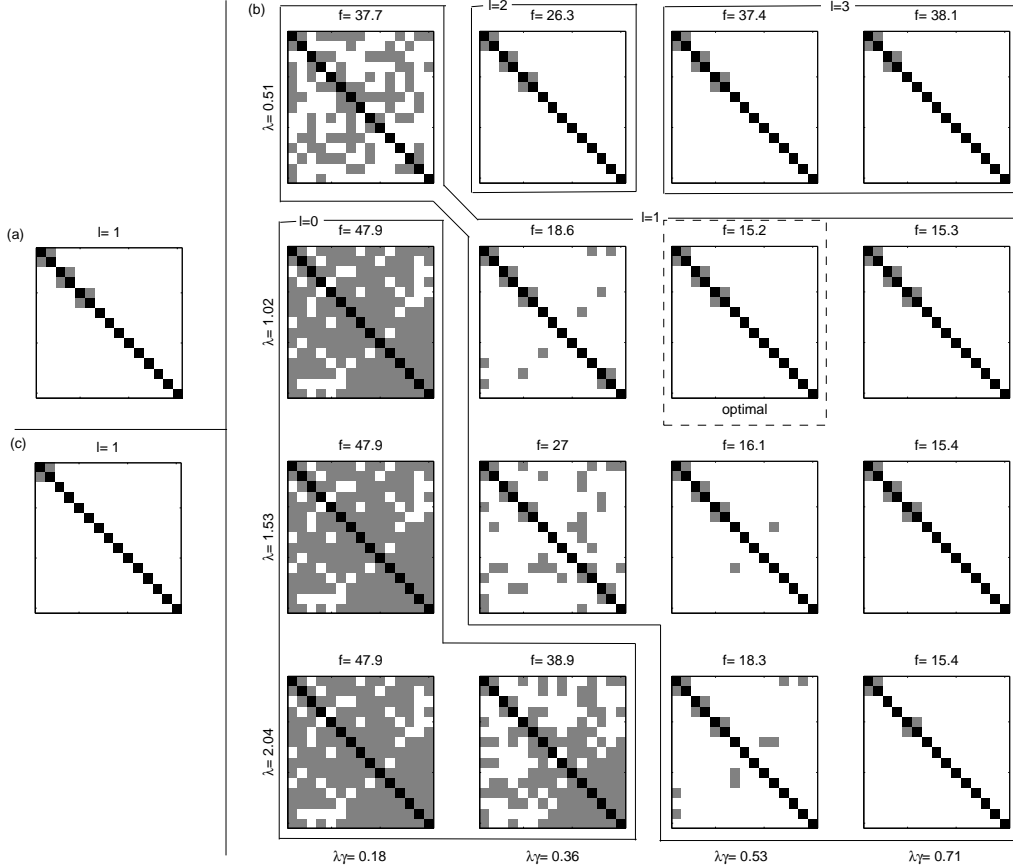 (b)
l=2
l=3
f= 37.7
f= 26.3
f= 37.4
f= 38.1
λ= 0.51
(a)
l= 1
l=0
l=1
f= 47.9
f= 18.6
f= 15.2
f= 15.3
λ= 1.02
optimal
(c)
l= 1
f= 47.9
f= 27
f= 16.1
f= 15.4
λ= 1.53
f= 47.9
f= 38.9
f= 18.3
f= 15.4
λ= 2.04
λγ= 0.18
λγ= 0.36
λγ= 0.53
λγ= 0.71